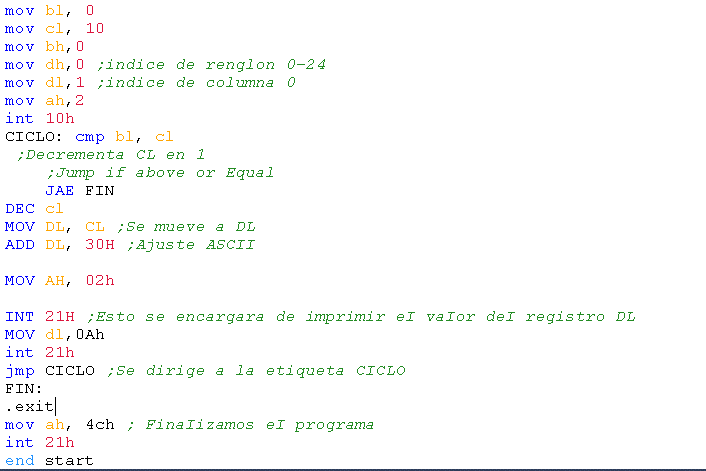 mov bl, 0
mov cl, 10
mov bh,0
mov dh,0 ;indice de renglon 0-24
mov dl,1 ;indice de columna 0
mov ah,2
int 10h
CICLO: cmp bl, cl
;Decrementa CL en 1
;Jump if above or Equal
JAE FIN
DEC cl
MOV DL, CL ;Se mueve a DL
ADD DL, 30H ;Ajuste ASCII
MOV AH, 02h
INT 21H ;Esto se encargara de imprimir eI vaIor deI registro DL
MOV dl,0Ah
int 21h
jmp CICLO ;Se dirige a la etiqueta CICLO
FIN:
.exit
mov ah, 4ch ; FinaIizamos eI programa
int 21h
end start